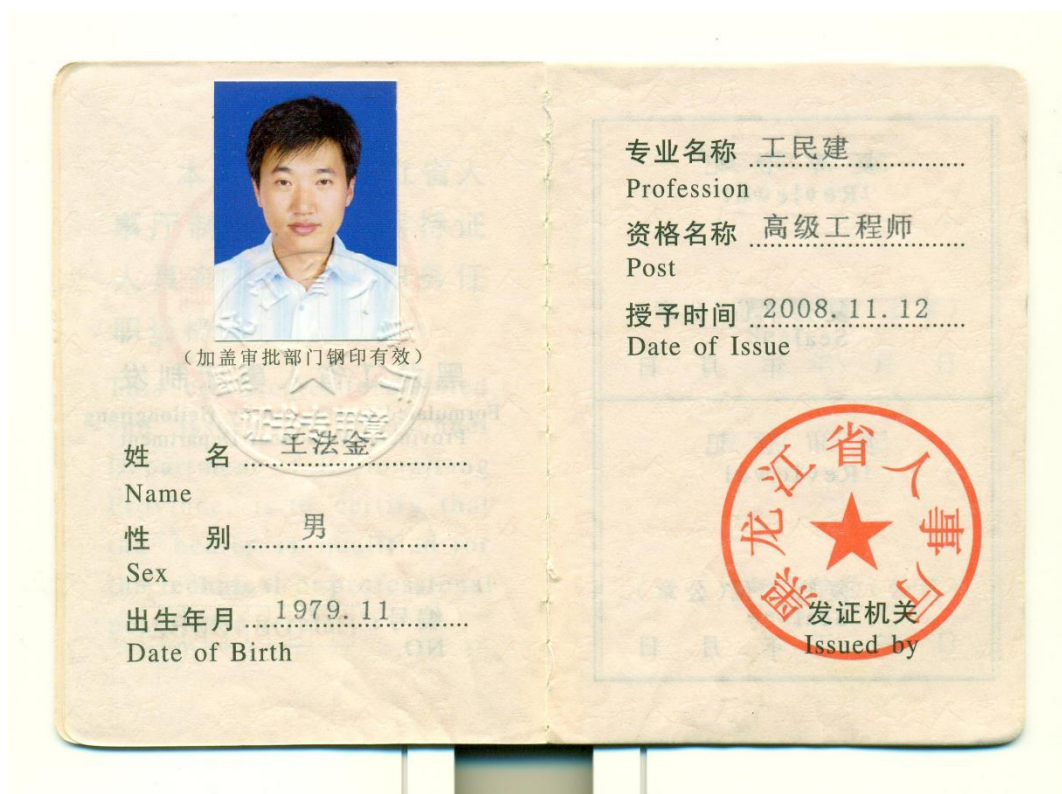 （加盖审批部门钢印有效）
姓 名 王法鉴
Name
性 别 男
Sex
出生年月 1979.11
Date of Birth
专业名称 工民建
Profession
资格名称 高级工程师
Post
授予时间 2008.11.12
Date of Issue
黑龙江省人事厅
发证机关
Issued by